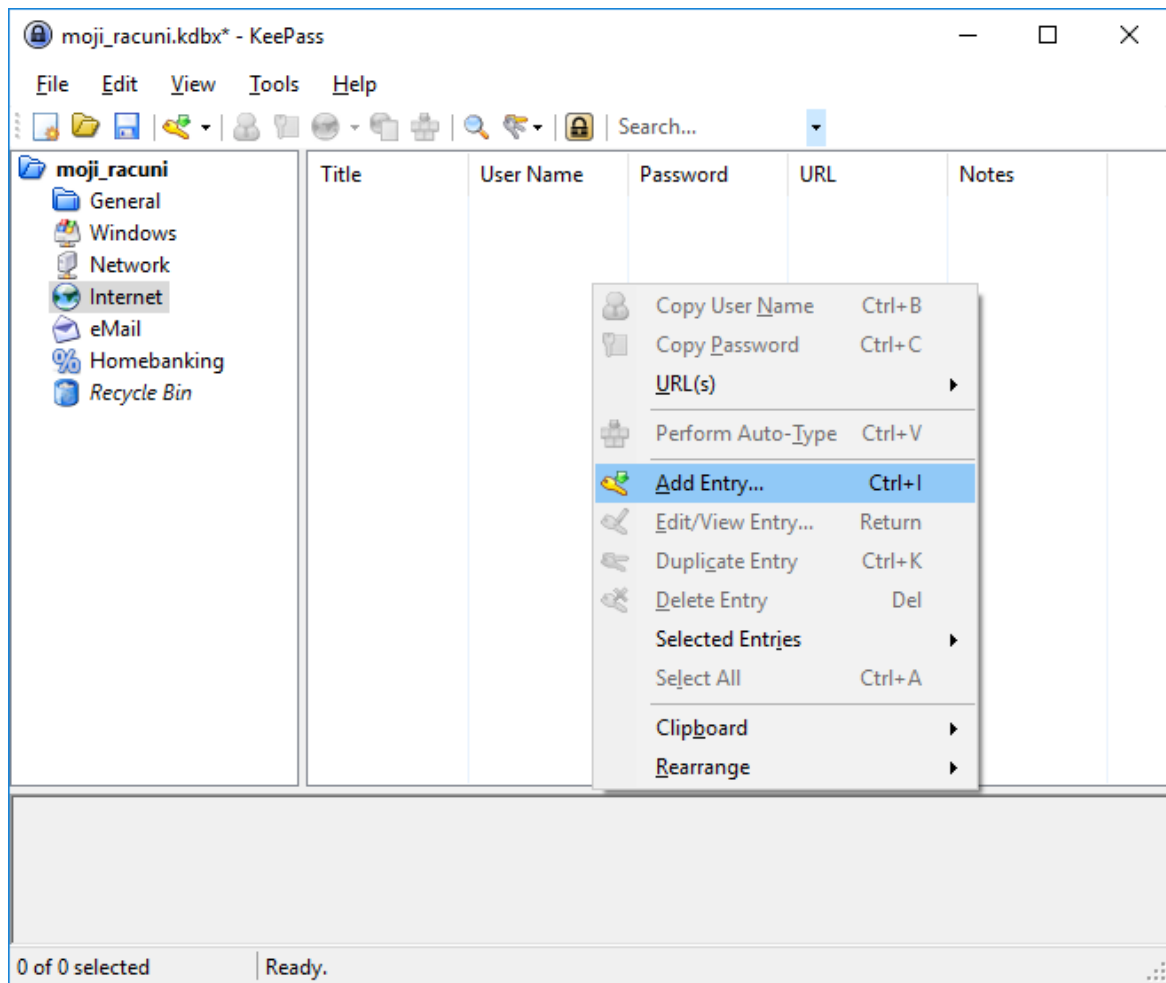 moji_racuni.kdbx* - KeePass
File Edit View Tools Help
Search...
moji_racuni
General
Windows
Network
Internet
eMail
Homebanking
Recycle Bin
Title User Name Password URL Notes
Copy User Name Ctrl+B
Copy Password Ctrl+C
URL(s)
Perform Auto-Type Ctrl+V
Add Entry... Ctrl+I
Edit/View Entry... Return
Duplicate Entry Ctrl+K
Delete Entry Del
Selected Entries
Select All Ctrl+A
Clipboard
Rearrange
0 of 0 selected Ready.